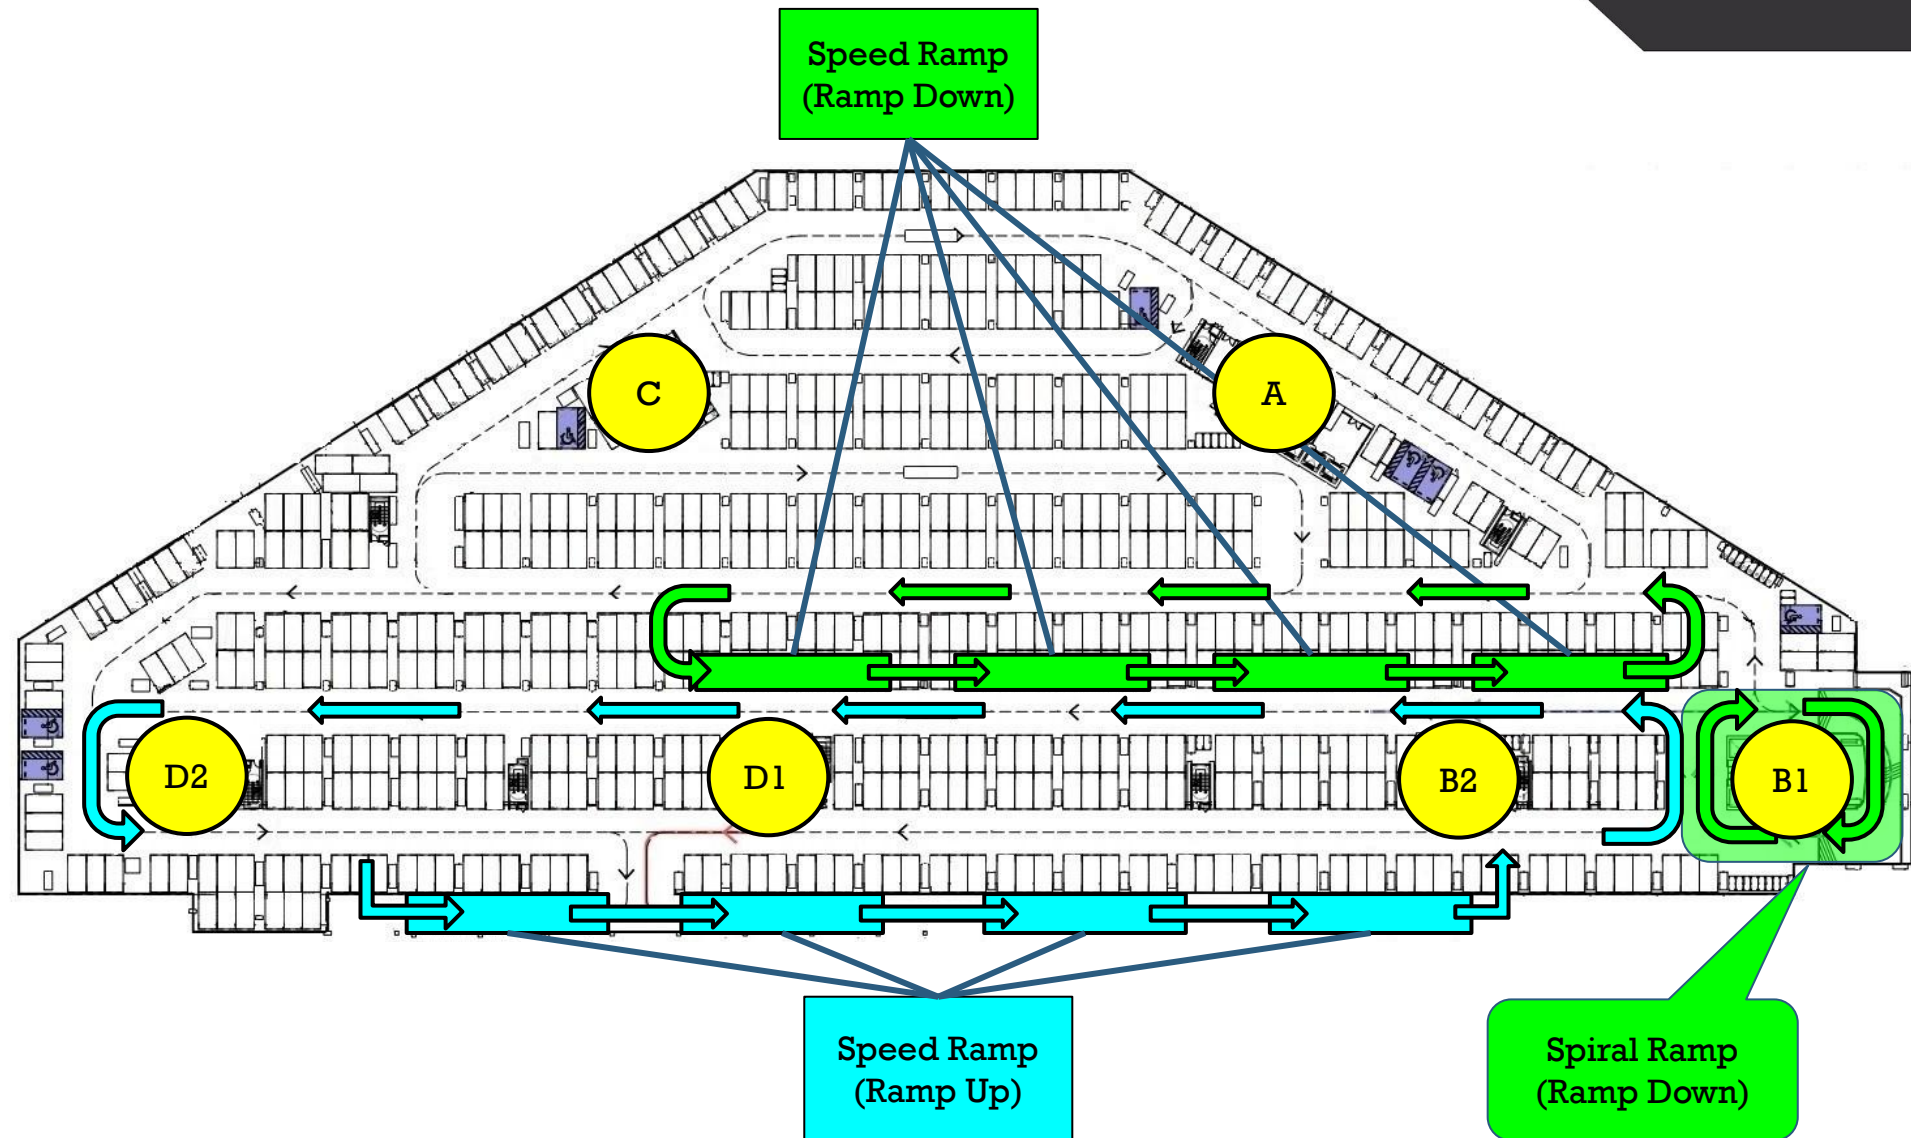 Speed Ramp
(Ramp Down)
C
A
D2
D1
B2
B1
Speed Ramp
(Ramp Up)
Spiral Ramp
(Ramp Down)